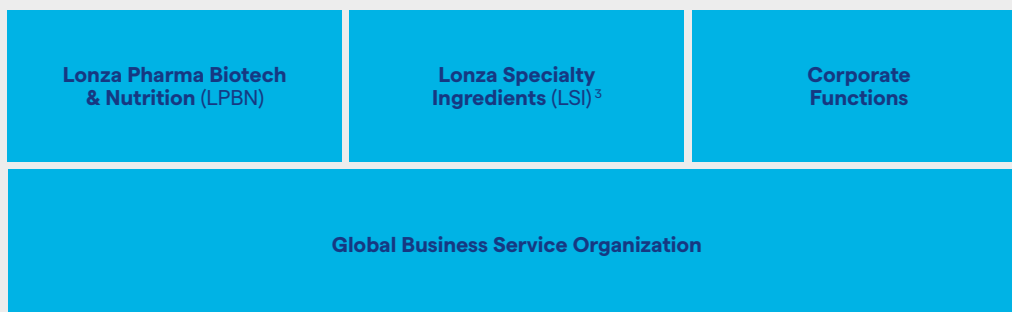 Lonza Pharma Biotech
& Nutrition (LPBN)
Lonza Specialty
Ingredients (LSI) ³
Corporate
Functions
Global Business Service Organization